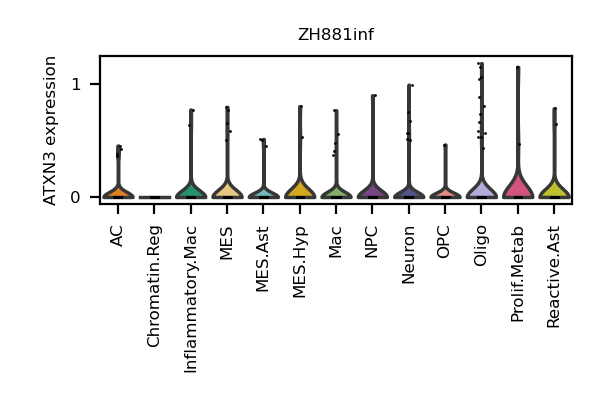 ZH881inf
ATXN3 expression
1
0
AC
Chromatin.Reg
Inflammatory.Mac
MES
MES.Ast
MES.Hyp
Mac
NPC
Neuron
OPC
Oligo
Prolif.Metab
Reactive.Ast